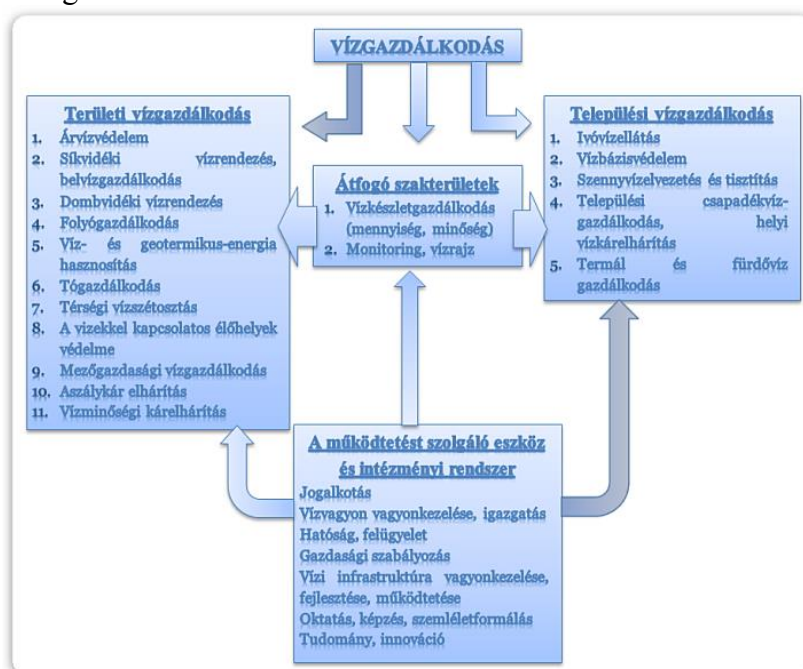 VÍZGAZDÁLKODÁS
Területi vízgazdálkodás
1. Árvízvédelem
2. Síkvidéki vízrendezés,
belvízgazdálkodás
3. Dombvidéki vízrendezés
4. Folyógazdálkodás
5. Víz- és geotermikus-energia
hasznosítás
6. Tógazdálkodás
7. Térségi vízszétosztás
8. A vizekkel kapcsolatos élőhelyek
védelme
9. Mezőgazdasági vízgazdálkodás
10. Aszálykár elhárítás
11. Vízminőségi kárelhárítás
Átfogó szakterületek
1. Vízkészletgazdálkodás
(mennyiség, minőség)
2. Monitoring, vízrajz
Települési vízgazdálkodás
1. Ivóvízellátás
2. Vízbázisvédelem
3. Szennyvízelvezetés és tisztítás
4. Települési csapadékvíz-
gazdálkodás, helyi
vízkárelhárítás
5. Termál és fürdővíz
gazdálkodás
A működtetést szolgáló eszköz
és intézményi rendszer
Jogalkotás
Vízvagyon vagyonkezelése, igazgatás
Hatóság, felügyelet
Gazdasági szabályozás
Vízi infrastruktúra vagyonkezelése,
fejlesztése, működtetése
Oktatás, képzés, szemléletformálás
Tudomány, innováció